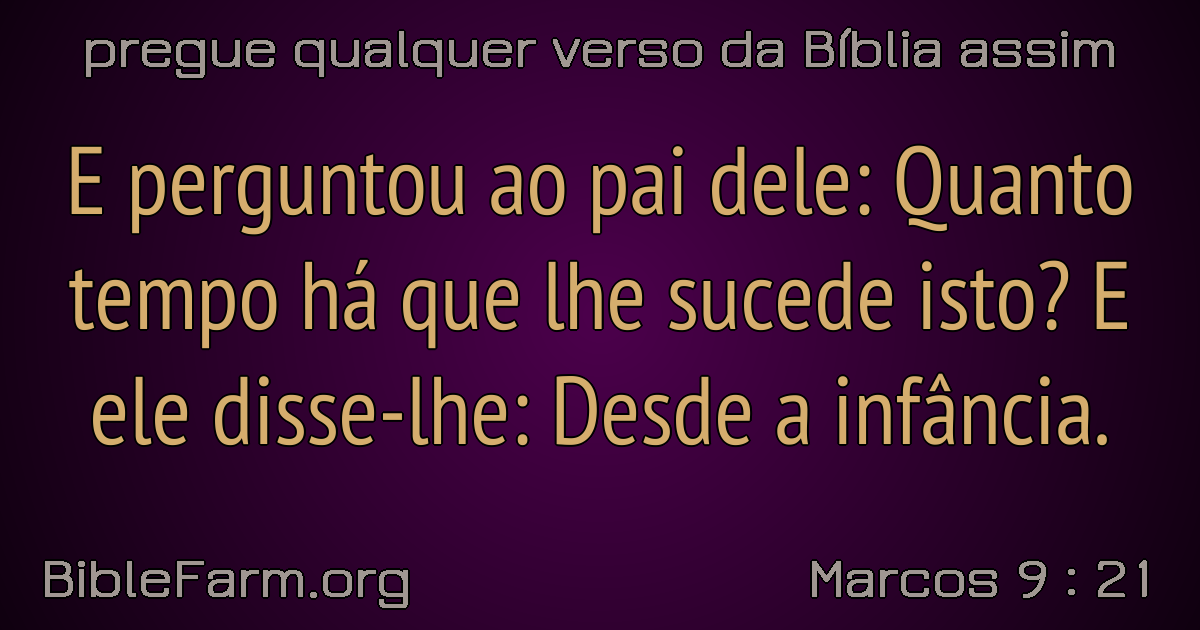 pregue qualquer verso da Bíblia assim
E perguntou ao pai dele: Quanto
tempo há que lhe sucede isto? E
ele disse-lhe: Desde a infância.
BibleFarm.org
Marcos 9 : 21